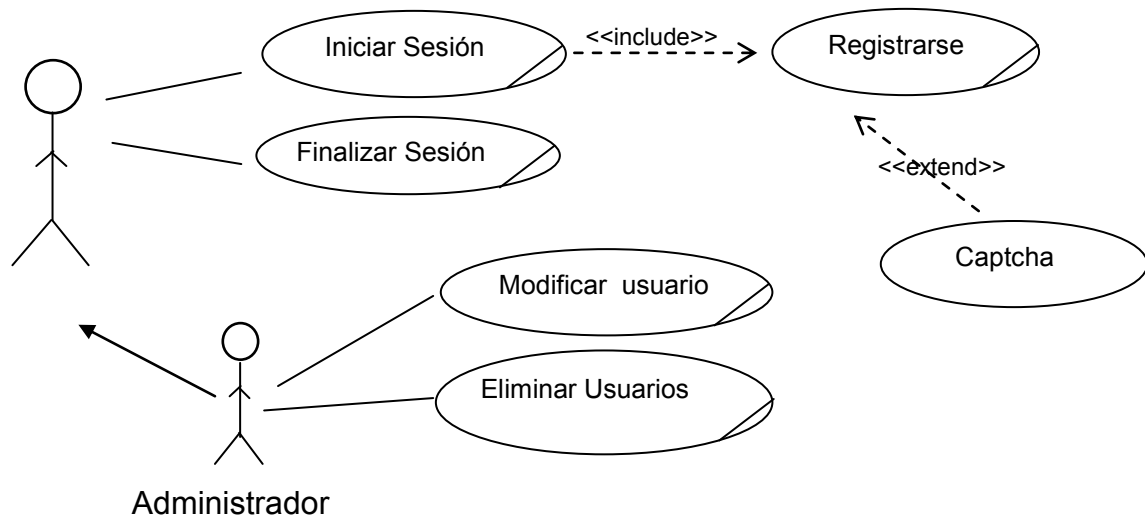 Iniciar Sesión
<<include>>
Registrarse
Finalizar Sesión
<<extend>>
Captcha
Modificar usuario
Eliminar Usuarios
Administrador